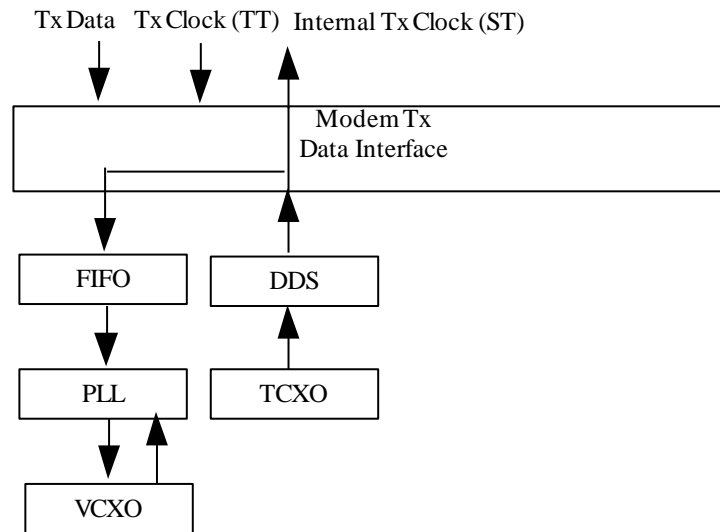 Tx Data Tx Clock (TT) Internal Tx Clock (ST)
Modem Tx
Data Interface
FIFO DDS
PLL TCXO
VCXO